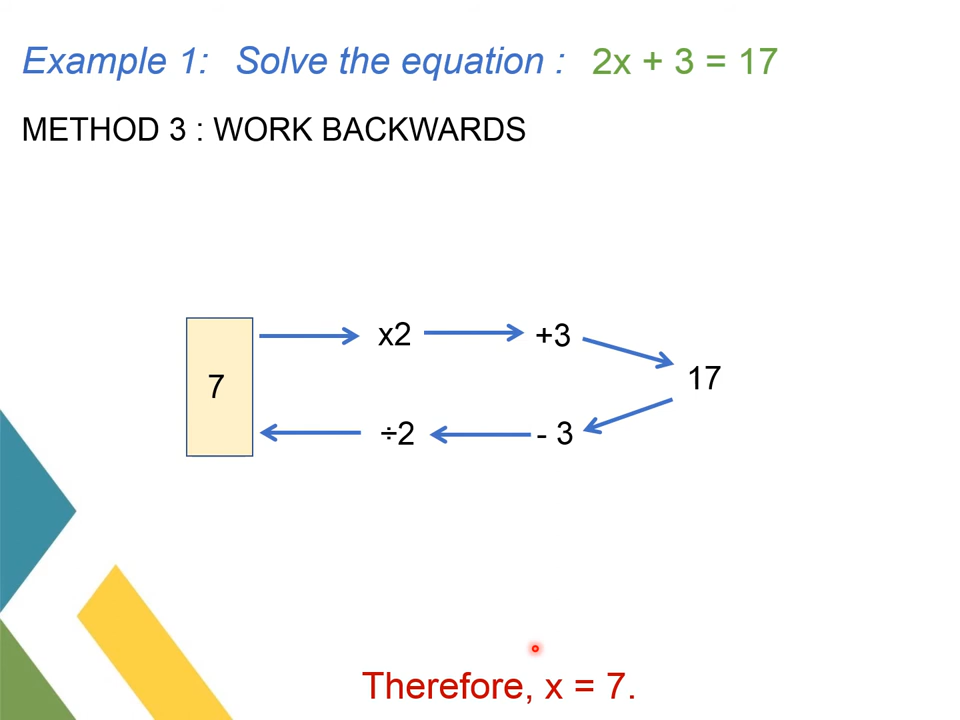 Example 1: Solve the equation : 2x + 3 = 17
METHOD 3 : WORK BACKWARDS
x2 +3
17
7
÷2 - 3
Therefore, x = 7.